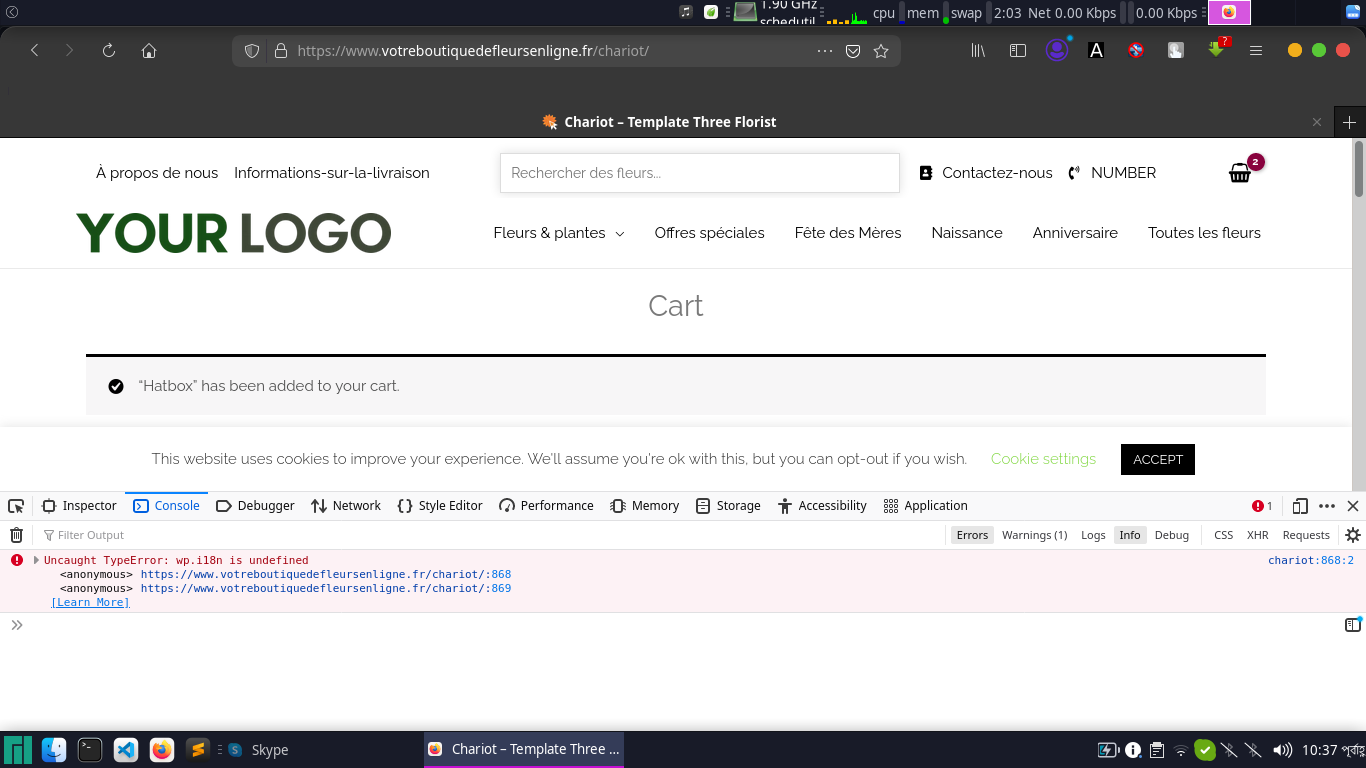 1.90 GHz
schedutil
cpu mem swap 2:03 Net 0.00 Kbps 0.00 Kbps
https://www.votreboutiquedefleursenligne.fr/chariot/
A
?
Chariot – Template Three Florist
À propos de nous Informations-sur-la-livraison Rechercher des fleurs... Contactez-nous NUMBER 2
YOUR LOGO
Fleurs & plantes Offres spéciales Fête des Mères Naissance Anniversaire Toutes les fleurs
Cart
“Hatbox” has been added to your cart.
This website uses cookies to improve your experience. We'll assume you're ok with this, but you can opt-out if you wish. Cookie settings ACCEPT
Inspector Console Debugger Network Style Editor Performance Memory Storage Accessibility Application 1
Filter Output Errors Warnings (1) Logs Info Debug CSS XHR Requests
Uncaught TypeError: wp.i18n is undefined chariot:868:2
<anonymous> https://www.votreboutiquedefleursenligne.fr/chariot/:868
<anonymous> https://www.votreboutiquedefleursenligne.fr/chariot/:869
[Learn More]
Skype Chariot – Template Three ... 10:37 পূর্বাহ্ণ